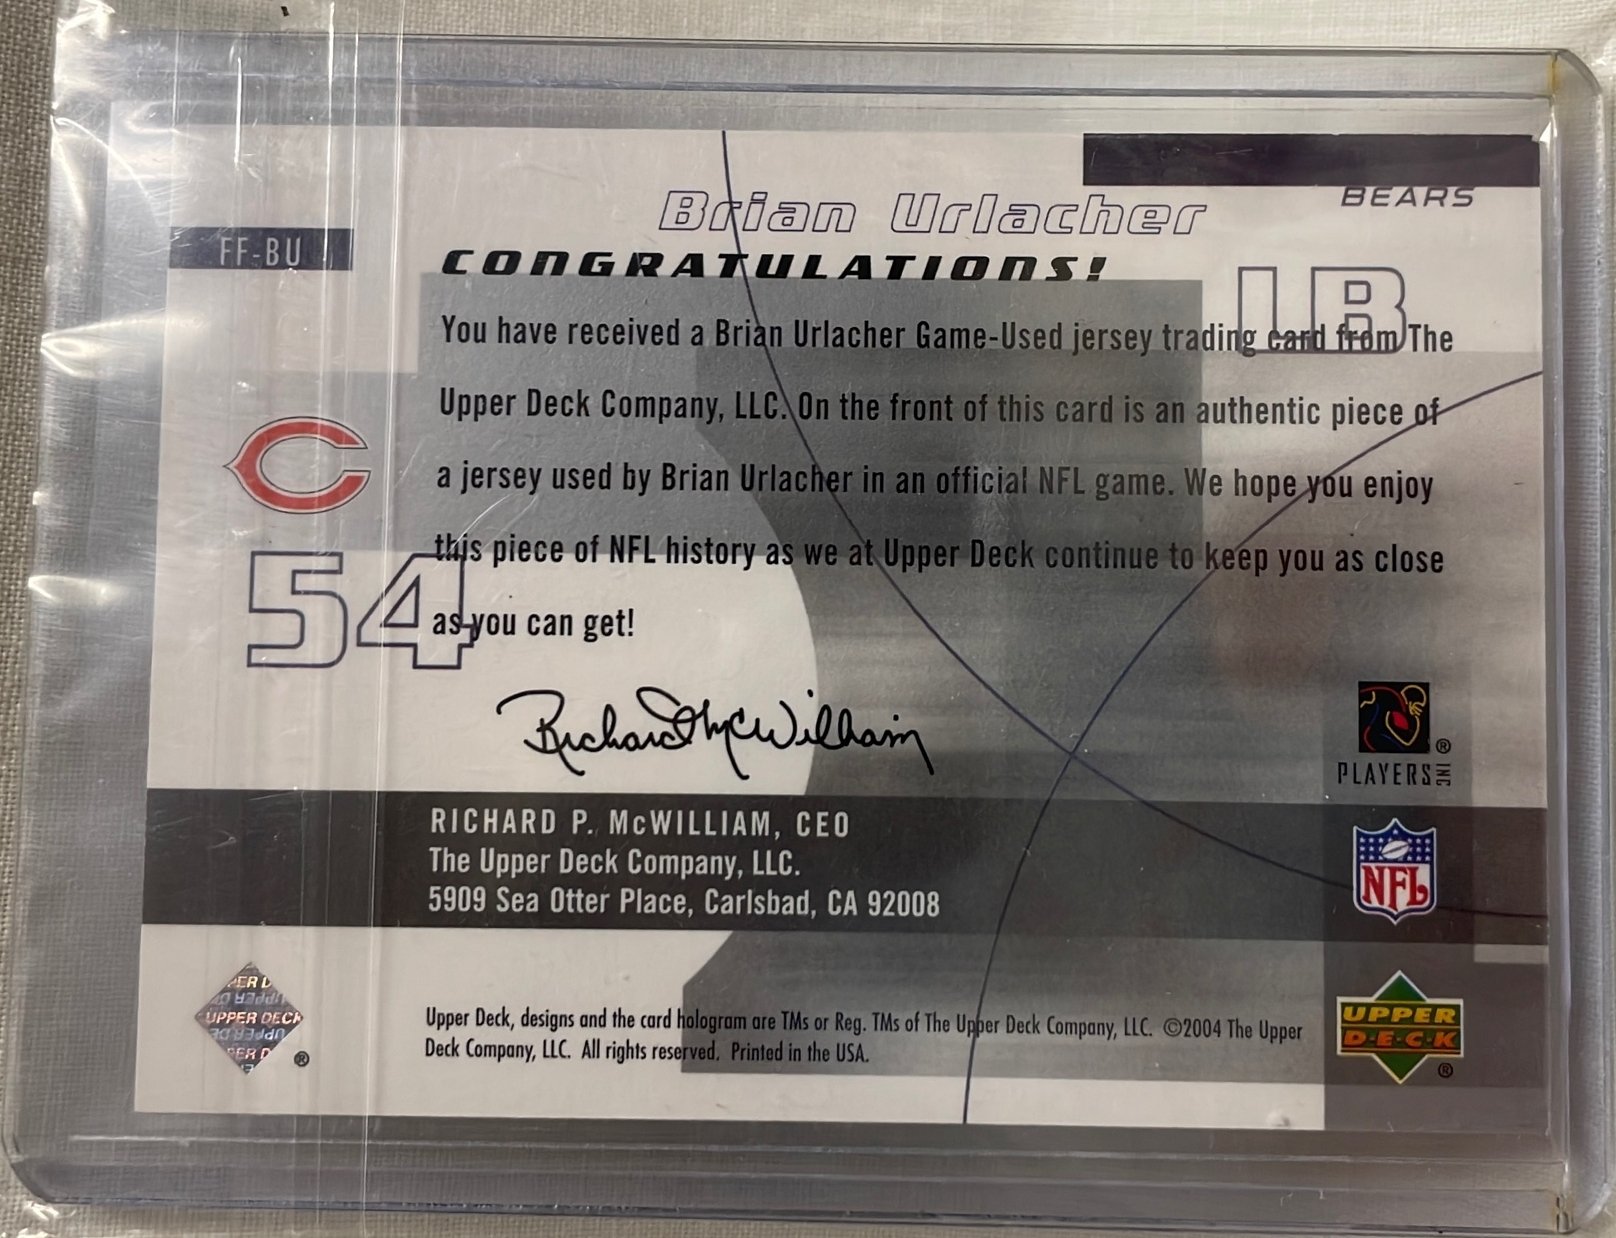 BEARS
Brian Urlacher
FF-BU
CONGRATULATIONS!
LB
You have received a Brian Urlacher Game-Used jersey trading card from The
Upper Deck Company, LLC. On the front of this card is an authentic piece of
a jersey used by Brian Urlacher in an official NFL game. We hope you enjoy
this piece of NFL history as we at Upper Deck continue to keep you as close
as you can get!
54
Richard McWilliam
PLAYERS INC
®
RICHARD P. McWILLIAM, CEO
The Upper Deck Company, LLC.
5909 Sea Otter Place, Carlsbad, CA 92008
NFL
UPPER DECK
®
Upper Deck, designs and the card hologram are TMs or Reg. TMs of The Upper Deck Company, LLC. ©2004 The Upper
Deck Company, LLC. All rights reserved. Printed in the USA.
UPPER
D·E·C·K
®